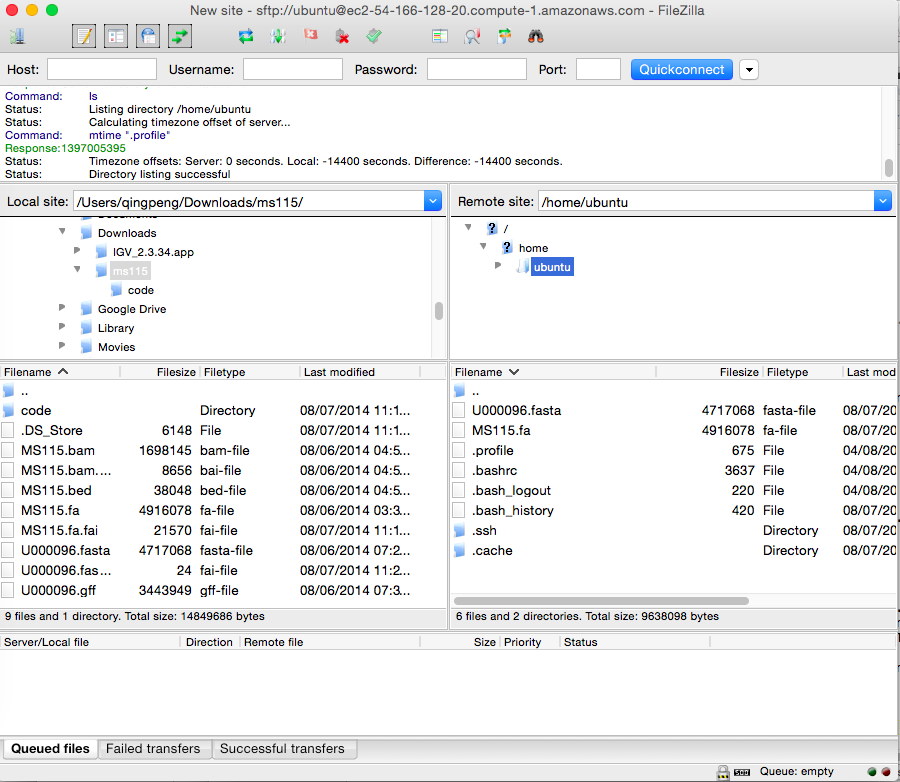 New site - sftp://ubuntu@ec2-54-166-128-20.compute-1.amazonaws.com - FileZilla
Host: Username: Password: Port: Quickconnect
Command: ls
Status: Listing directory /home/ubuntu
Status: Calculating timezone offset of server...
Command: mtime ".profile"
Response:1397005395
Status: Timezone offsets: Server: 0 seconds. Local: -14400 seconds. Difference: -14400 seconds.
Status: Directory listing successful
Local site: /Users/qingpeng/Downloads/ms115/
Documents
Downloads
IGV_2.3.34.app
ms115
code
Google Drive
Library
Movies
Remote site: /home/ubuntu
? /
? home
ubuntu
Filename Filesize Filetype Last modified
..
code Directory 08/07/2014 11:1...
.DS_Store 6148 File 08/07/2014 11:1...
MS115.bam 1698145 bam-file 08/06/2014 04:5...
MS115.bam.... 8656 bai-file 08/06/2014 04:5...
MS115.bed 38048 bed-file 08/06/2014 04:5...
MS115.fa 4916078 fa-file 08/06/2014 03:3...
MS115.fa.fai 21570 fai-file 08/07/2014 11:1...
U000096.fasta 4717068 fasta-file 08/06/2014 07:2...
U000096.fas... 24 fai-file 08/07/2014 11:2...
U000096.gff 3443949 gff-file 08/06/2014 07:3...
9 files and 1 directory. Total size: 14849686 bytes
Filename Filesize Filetype Last mod
..
U000096.fasta 4717068 fasta-file 08/07/20
MS115.fa 4916078 fa-file 08/07/20
.profile 675 File 04/08/20
.bashrc 3637 File 04/08/20
.bash_logout 220 File 04/08/20
.bash_history 420 File 08/07/20
.ssh Directory 08/07/20
.cache Directory 08/07/20
6 files and 2 directories. Total size: 9638098 bytes
Server/Local file Direction Remote file Size Priority Status
Queued files Failed transfers Successful transfers
Queue: empty